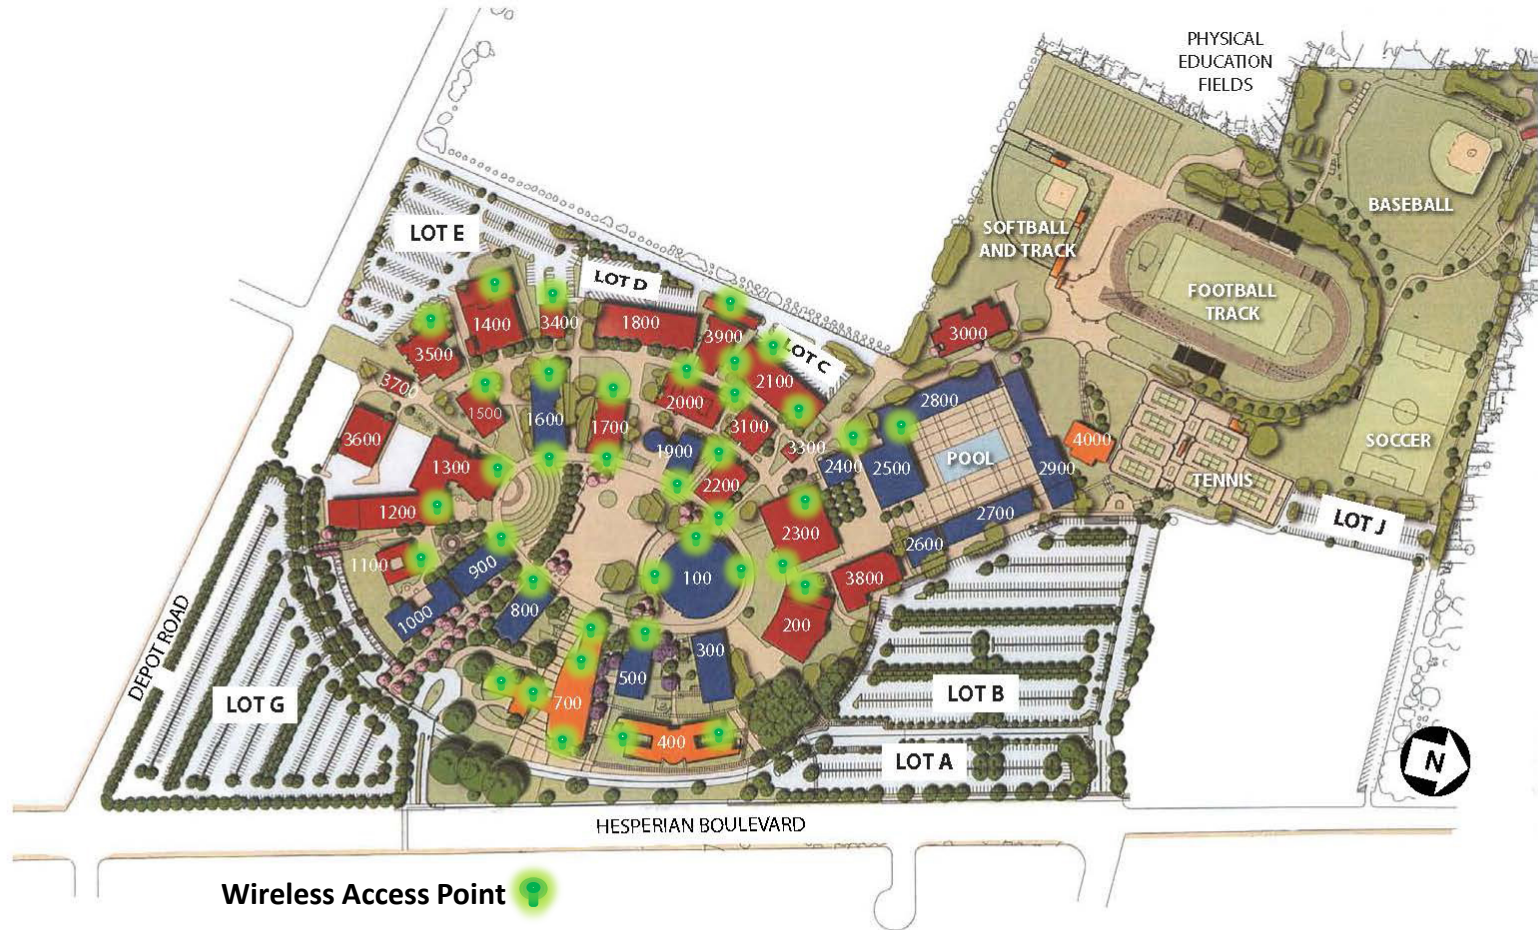 PHYSICAL
EDUCATION
FIELDS
BASEBALL
SOFTBALL
AND TRACK
FOOTBALL
TRACK
SOCCER
TENNIS
LOT J
LOT E
LOT D
LOT C
1400
3400
1800
3900
3500
2100
3000
3700
1500
1600
1700
2000
3100
3300
2800
4000
3600
1300
1900
2200
2400
2500
POOL
2900
1200
2300
2700
2600
1100
900
100
3800
1000
800
200
300
500
700
400
DEPOT ROAD
LOT G
LOT B
LOT A
N
HESPERIAN BOULEVARD
Wireless Access Point